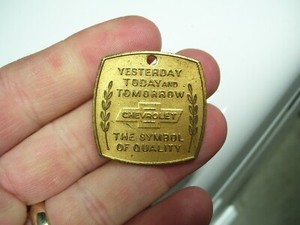 YESTERDAY
TODAY AND
TOMORROW
CHEVROLET
THE SYMBOL
OF QUALITY